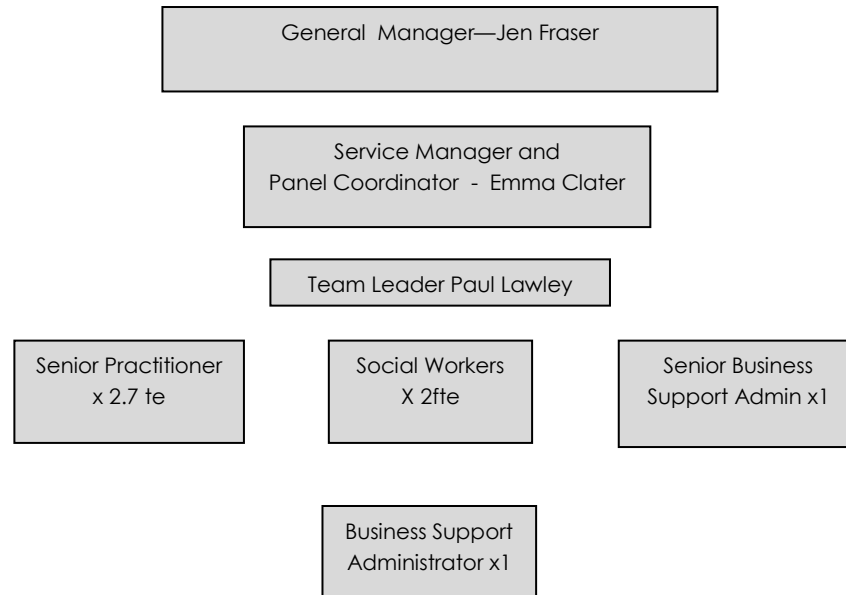 General  Manager—Jen Fraser
Service Manager and
Panel Coordinator  -  Emma Clater
Team Leader Paul Lawley
Senior Practitioner
x 2.7 te
Social Workers
X 2fte
Senior Business
Support Admin x1
Business Support
Administrator x1